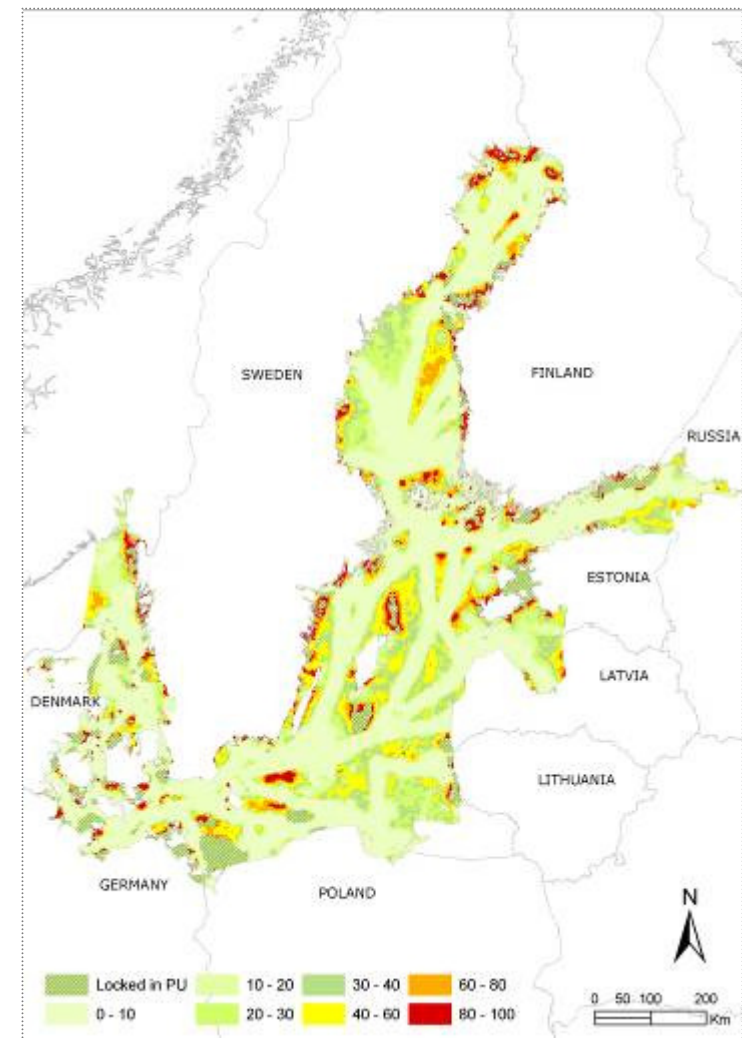 SWEDEN
FINLAND
RUSSIA
ESTONIA
LATVIA
DENMARK
LITHUANIA
GERMANY
POLAND
N
Locked in PU 10 - 20 30 - 40 60 - 80
0 - 10 20 - 30 40 - 60 80 - 100
0 50 100 200
Km